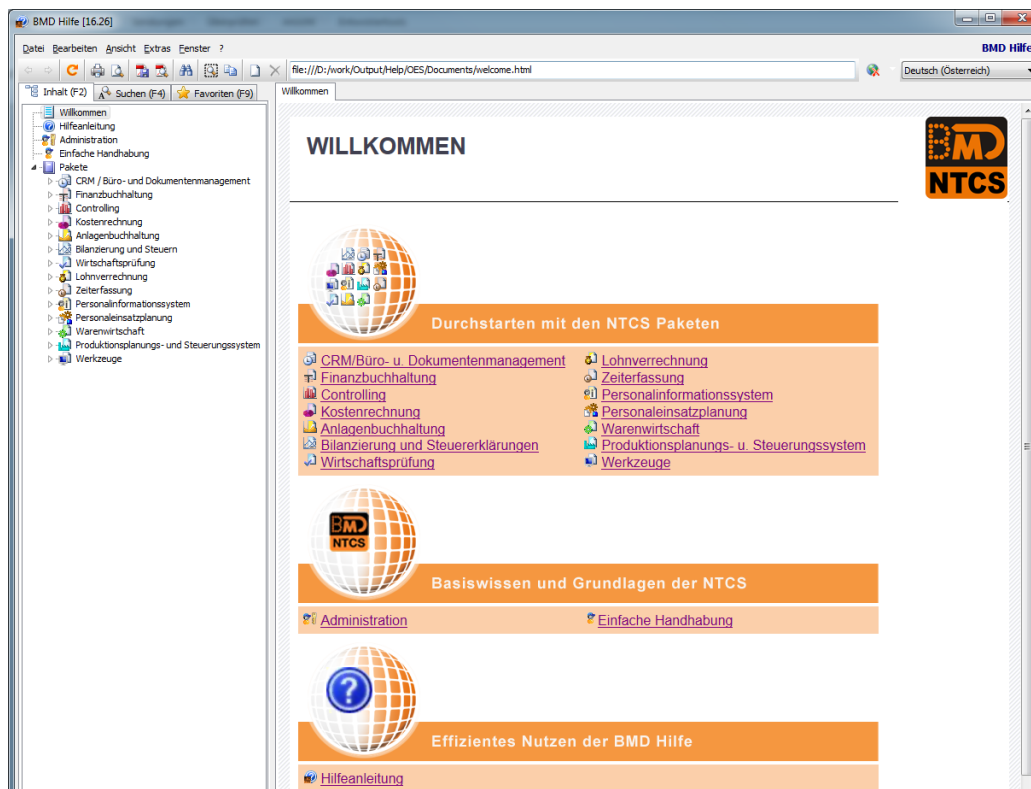 BMD Hilfe [16.26]
Datei Bearbeiten Ansicht Extras Fenster ?
BMD Hilfe
file:///D:/work/Output/Help/OES/Documents/welcome.html
Deutsch (Österreich)
Inhalt (F2) Suchen (F4) Favoriten (F9)
Willkommen
Willkommen
Hilfeanleitung
Administration
Einfache Handhabung
Pakete
CRM / Büro- und Dokumentenmanagement
Finanzbuchhaltung
Controlling
Kostenrechnung
Anlagenbuchhaltung
Bilanzierung und Steuern
Wirtschaftsprüfung
Lohnverrechnung
Zeiterfassung
Personalinformationssystem
Personaleinsatzplanung
Warenwirtschaft
Produktionsplanungs- und Steuerungssystem
Werkzeuge
WILLKOMMEN
BMD
NTCS
Durchstarten mit den NTCS Paketen
CRM/Büro- u. Dokumentenmanagement
Finanzbuchhaltung
Controlling
Kostenrechnung
Anlagenbuchhaltung
Bilanzierung und Steuererklärungen
Wirtschaftsprüfung
Lohnverrechnung
Zeiterfassung
Personalinformationssystem
Personaleinsatzplanung
Warenwirtschaft
Produktionsplanungs- u. Steuerungssystem
Werkzeuge
BMD
NTCS
Basiswissen und Grundlagen der NTCS
Administration
Einfache Handhabung
Effizientes Nutzen der BMD Hilfe
Hilfeanleitung